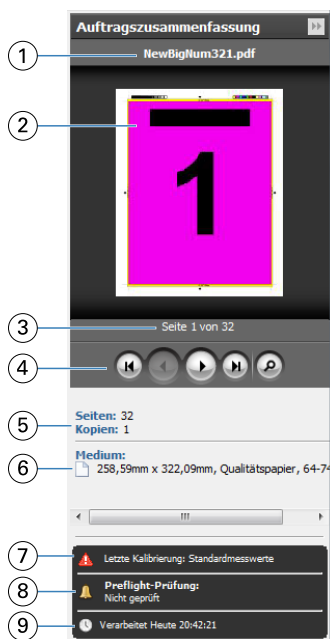 Auftragszusammenfassung
1 NewBigNum321.pdf
2
1
3 Seite 1 von 32
4
5 Seiten: 32
Kopien: 1
Medium:
6 258,59mm x 322,09mm, Qualitätspapier, 64-74
7 Letzte Kalibrierung: Standardmesswerte
8 Preflight-Prüfung:
Nicht geprüft
9 Verarbeitet Heute 20:42:21